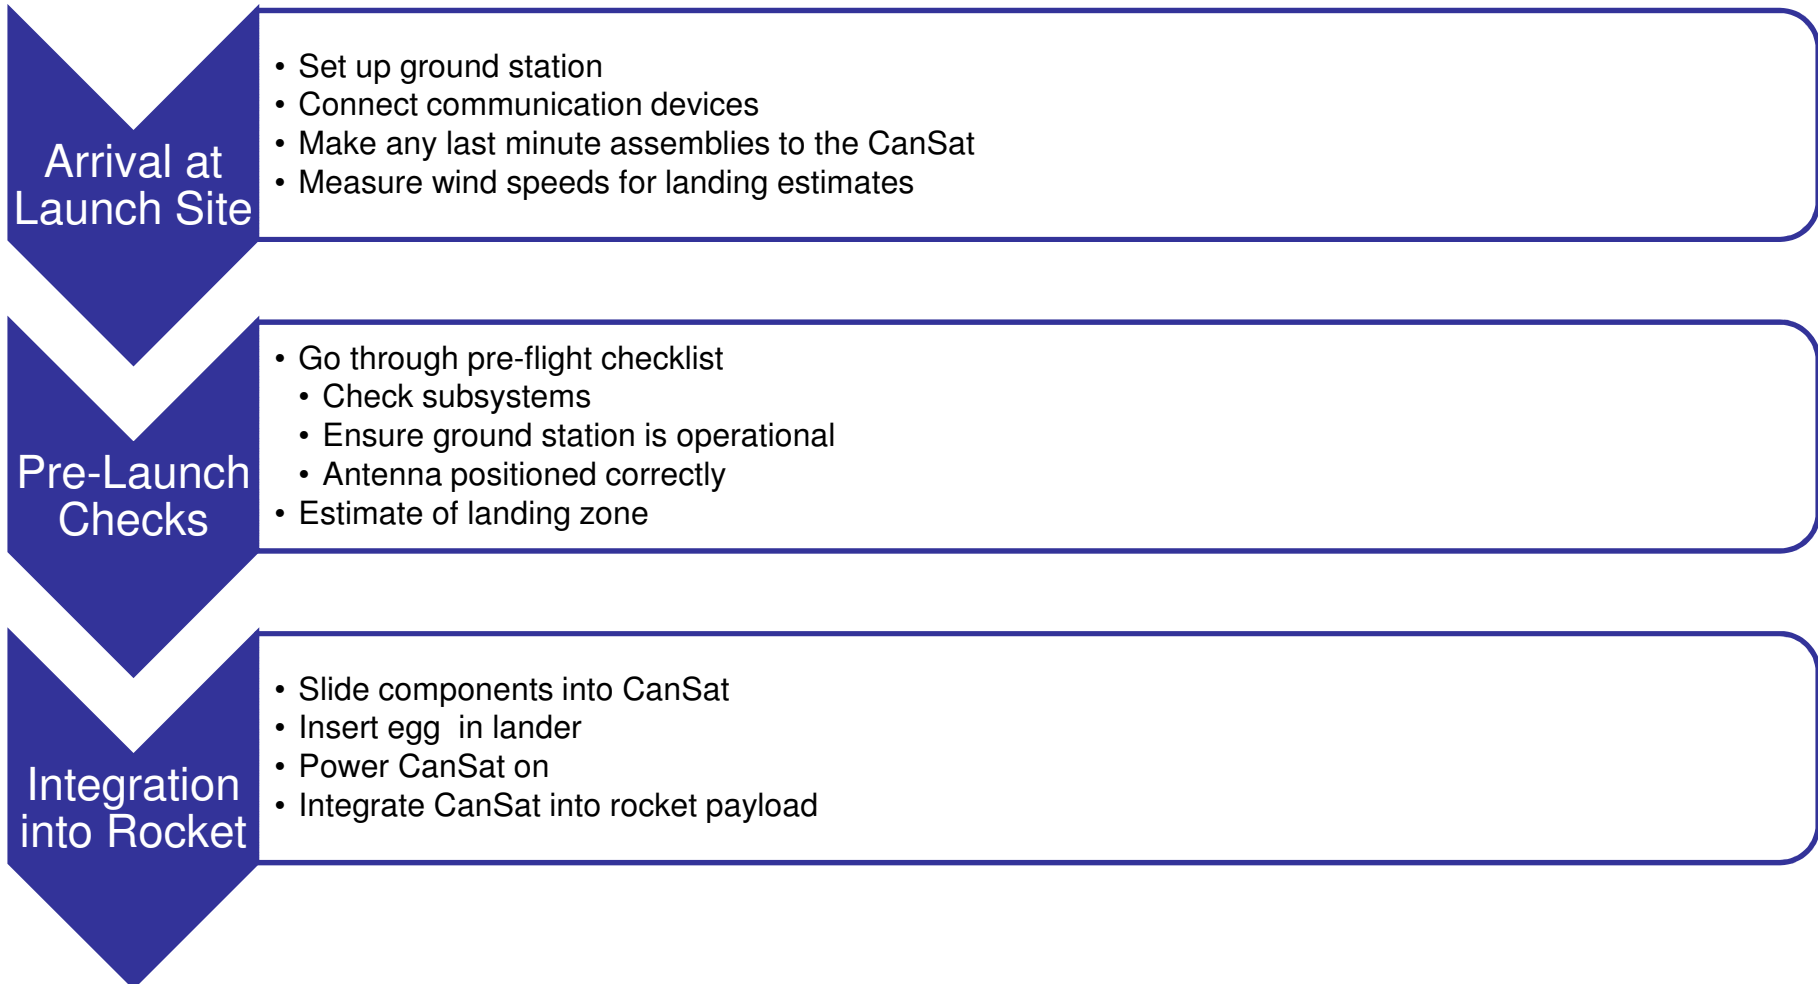 Arrival at
Launch Site
• Set up ground station
• Connect communication devices
• Make any last minute assemblies to the CanSat
• Measure wind speeds for landing estimates
Pre-Launch
Checks
• Go through pre-flight checklist
• Check subsystems
• Ensure ground station is operational
• Antenna positioned correctly
• Estimate of landing zone
Integration
into Rocket
• Slide components into CanSat
• Insert egg  in lander
• Power CanSat on
• Integrate CanSat into rocket payload